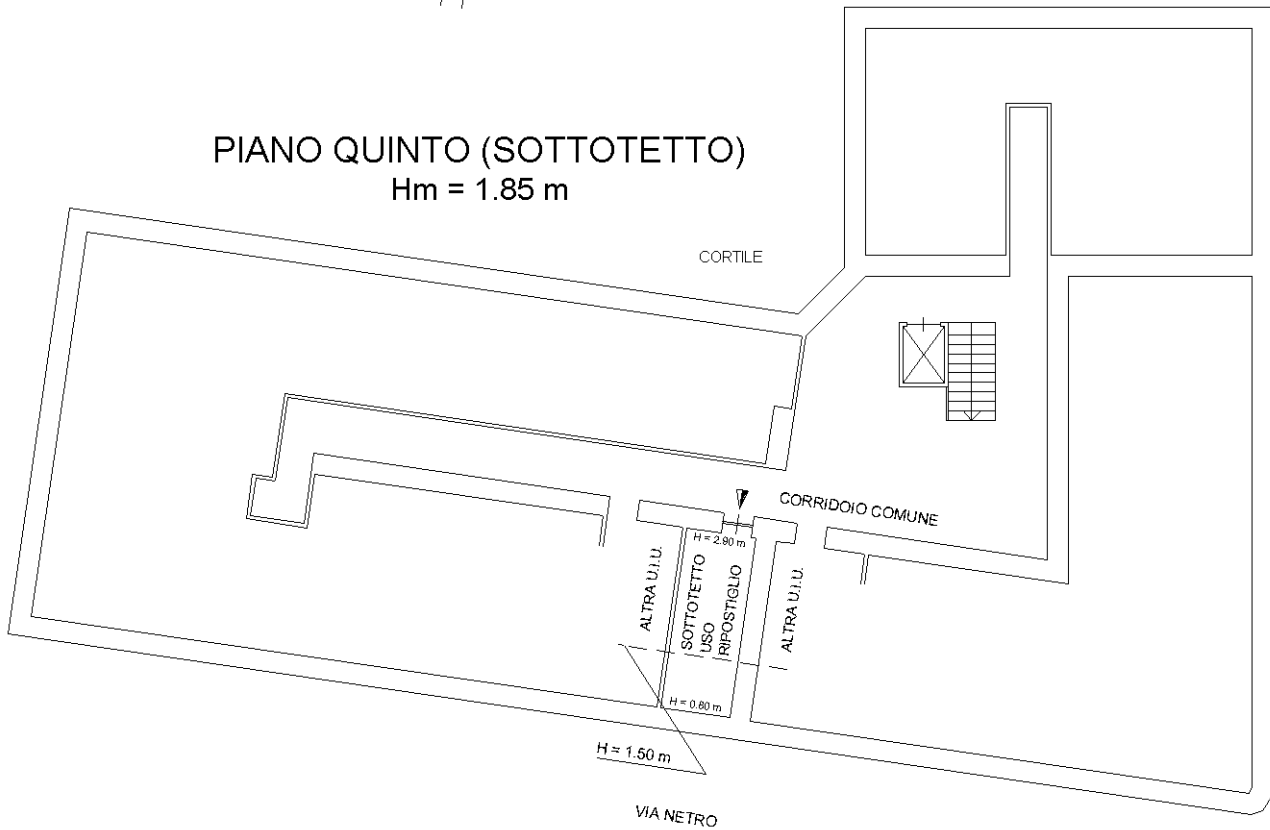 PIANO QUINTO (SOTTOTETTO)
Hm = 1.85 m
CORTILE
CORRIDOIO COMUNE
H = 2.90 m
ALTRA U.I.U.
SOTTOTETTO
USO
RIPOSTIGLIO
ALTRA U.I.U.
H = 0.80 m
H = 1.50 m
VIA NETRO